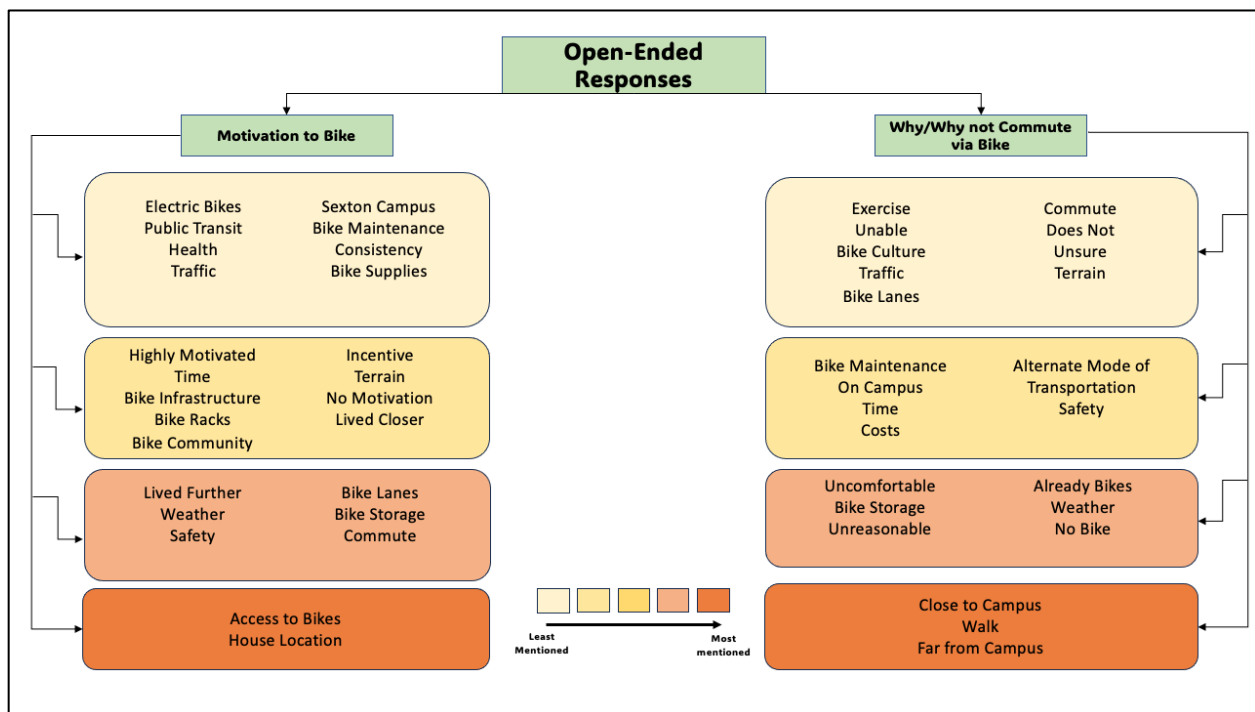 Open-Ended
Responses
Motivation to Bike
Electric Bikes
Public Transit
Health
Traffic
Sexton Campus
Bike Maintenance
Consistency
Bike Supplies
Highly Motivated
Time
Bike Infrastructure
Bike Racks
Bike Community
Incentive
Terrain
No Motivation
Lived Closer
Lived Further
Weather
Safety
Bike Lanes
Bike Storage
Commute
Access to Bikes
House Location
Why/Why not Commute
via Bike
Exercise
Unable
Bike Culture
Traffic
Bike Lanes
Commute
Does Not
Unsure
Terrain
Bike Maintenance
On Campus
Time
Costs
Alternate Mode of
Transportation
Safety
Uncomfortable
Bike Storage
Unreasonable
Already Bikes
Weather
No Bike
Close to Campus
Walk
Far from Campus
Least
Mentioned
Most
mentioned